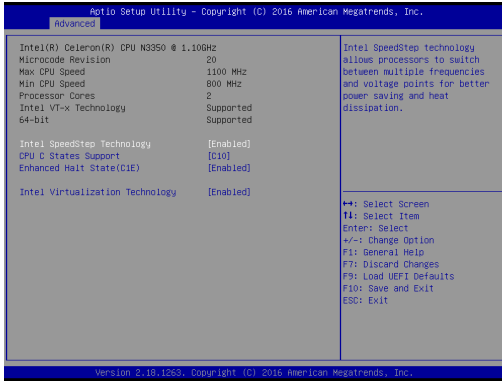 Aptio Setup Utility – Copyright (C) 2016 American Megatrends, Inc.
Advanced
Intel(R) Celeron(R) CPU N3350 @ 1.10GHz
Microcode Revision 20
Max CPU Speed 1100 MHz
Min CPU Speed 800 MHz
Processor Cores 2
Intel VT-x Technology Supported
64-bit Supported
Intel SpeedStep Technology [Enabled]
CPU C States Support [C10]
Enhanced Halt State(C1E) [Enabled]
Intel Virtualization Technology [Enabled]
Intel SpeedStep technology
allows processors to switch
between multiple frequencies
and voltage points for better
power saving and heat
dissipation.
↔: Select Screen
↑↓: Select Item
Enter: Select
+/-: Change Option
F1: General Help
F7: Discard Changes
F9: Load UEFI Defaults
F10: Save and Exit
ESC: Exit
Version 2.18.1263. Copyright (C) 2016 American Megatrends, Inc.